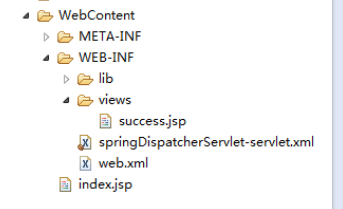 WebContent
META-INF
WEB-INF
lib
views
success.jsp
springDispatcherServlet-servlet.xml
web.xml
index.jsp